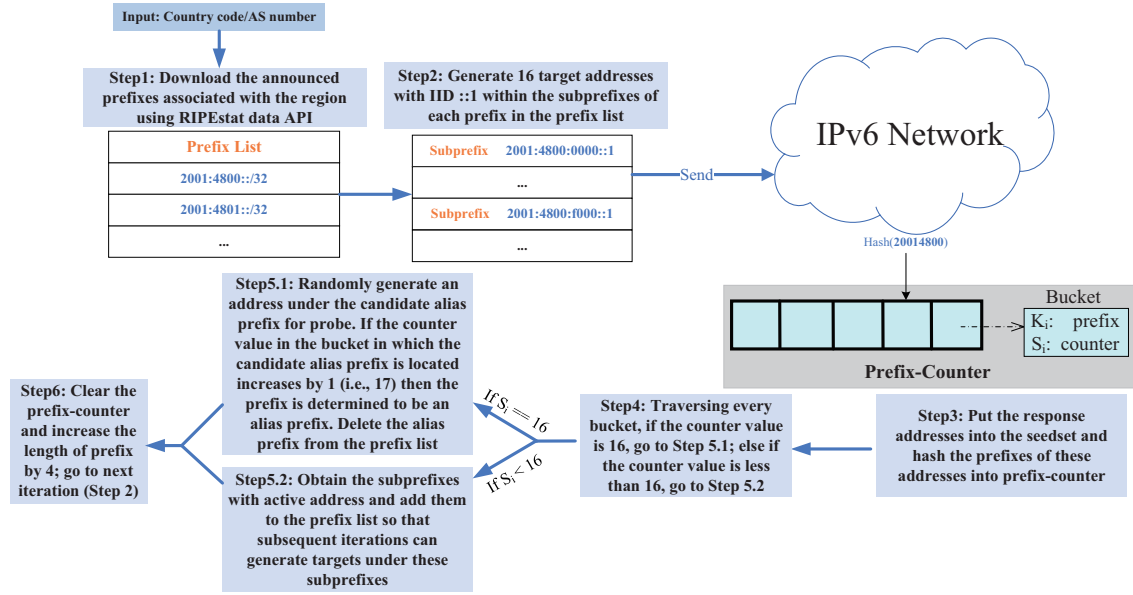 Input: Country code/AS number
Step1: Download the announced
prefixes associated with the region
using RIPEstat data API
Prefix List
2001:4800::/32
2001:4801::/32
...
Step2: Generate 16 target addresses
with IID ::1 within the subprefixes of
each prefix in the prefix list
Subprefix 2001:4800:0000::1
...
Subprefix 2001:4800:f000::1
...
Send
IPv6 Network
Hash(20014800)
Bucket
Ki: prefix
Si: counter
Prefix-Counter
Step3: Put the response
addresses into the seedset and
hash the prefixes of these
addresses into prefix-counter
Step4: Traversing every
bucket, if the counter value
is 16, go to Step 5.1; else if
the counter value is less
than 16, go to Step 5.2
If Si == 16
If Si < 16
Step5.1: Randomly generate an
address under the candidate alias
prefix for probe. If the counter
value in the bucket in which the
candidate alias prefix is located
increases by 1 (i.e., 17) then the
prefix is determined to be an
alias prefix. Delete the alias
prefix from the prefix list
Step5.2: Obtain the subprefixes
with active address and add them
to the prefix list so that
subsequent iterations can
generate targets under these
subprefixes
Step6: Clear the
prefix-counter
and increase the
length of prefix
by 4; go to next
iteration (Step 2)